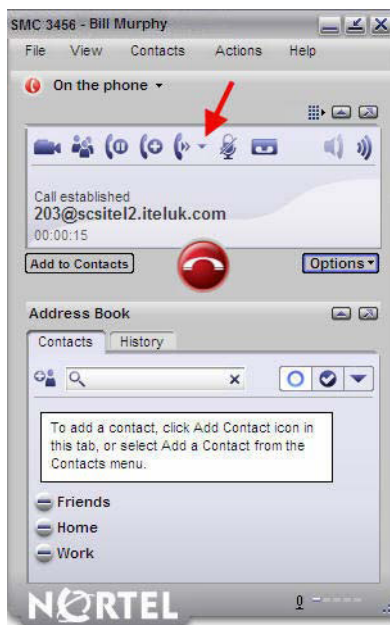 SMC 3456 - Bill Murphy
File View Contacts Actions Help
On the phone
Call established
203@scsitel2.iteluk.com
00:00:15
Add to Contacts
Options
Address Book
Contacts History
To add a contact, click Add Contact icon in
this tab, or select Add a Contact from the
Contacts menu.
Friends
Home
Work
NORTEL
0